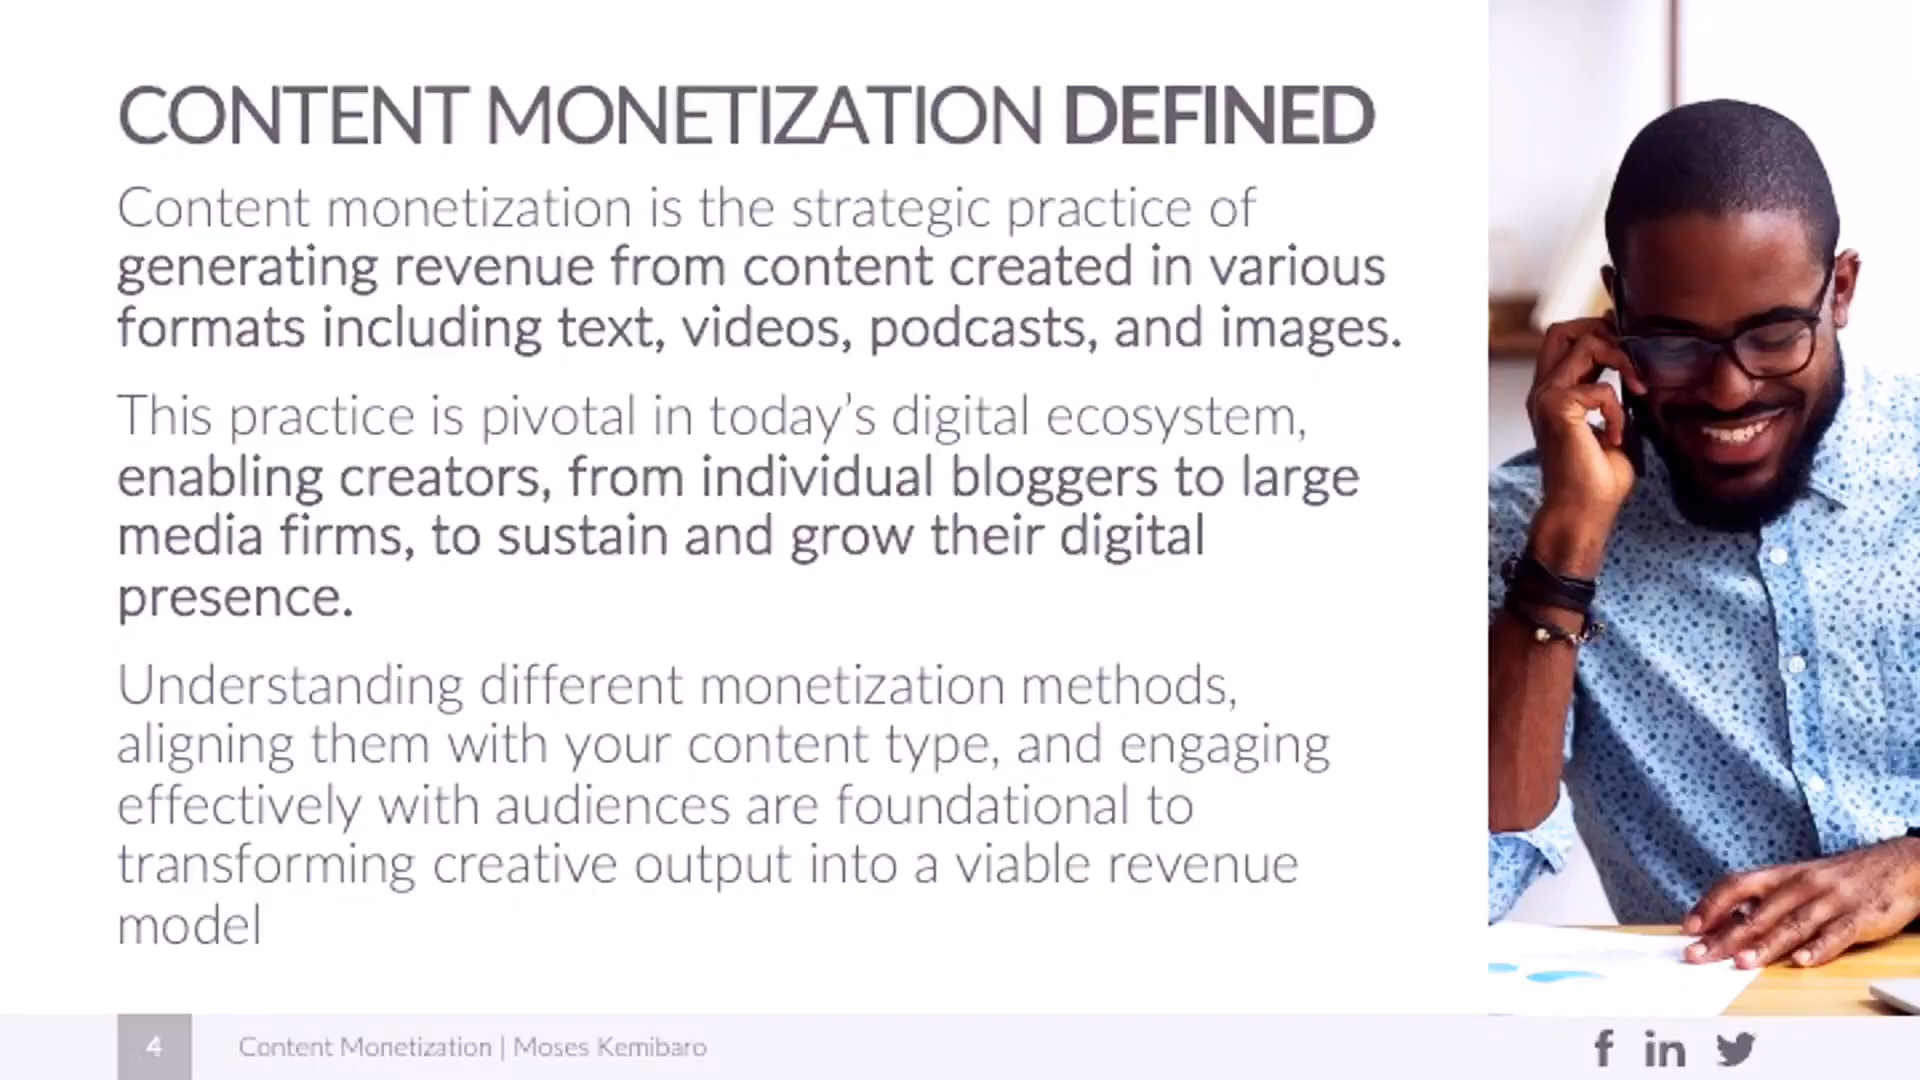 CONTENT MONETIZATION DEFINED
Content monetization is the strategic practice of
generating revenue from content created in various
formats including text, videos, podcasts, and images.
This practice is pivotal in today's digital ecosystem,
enabling creators, from individual bloggers to large
media firms, to sustain and grow their digital
presence.
Understanding different monetization methods,
aligning them with your content type, and engaging
effectively with audiences are foundational to
transforming creative output into a viable revenue
model
4
Content Monetization | Moses Kemibaro
f in